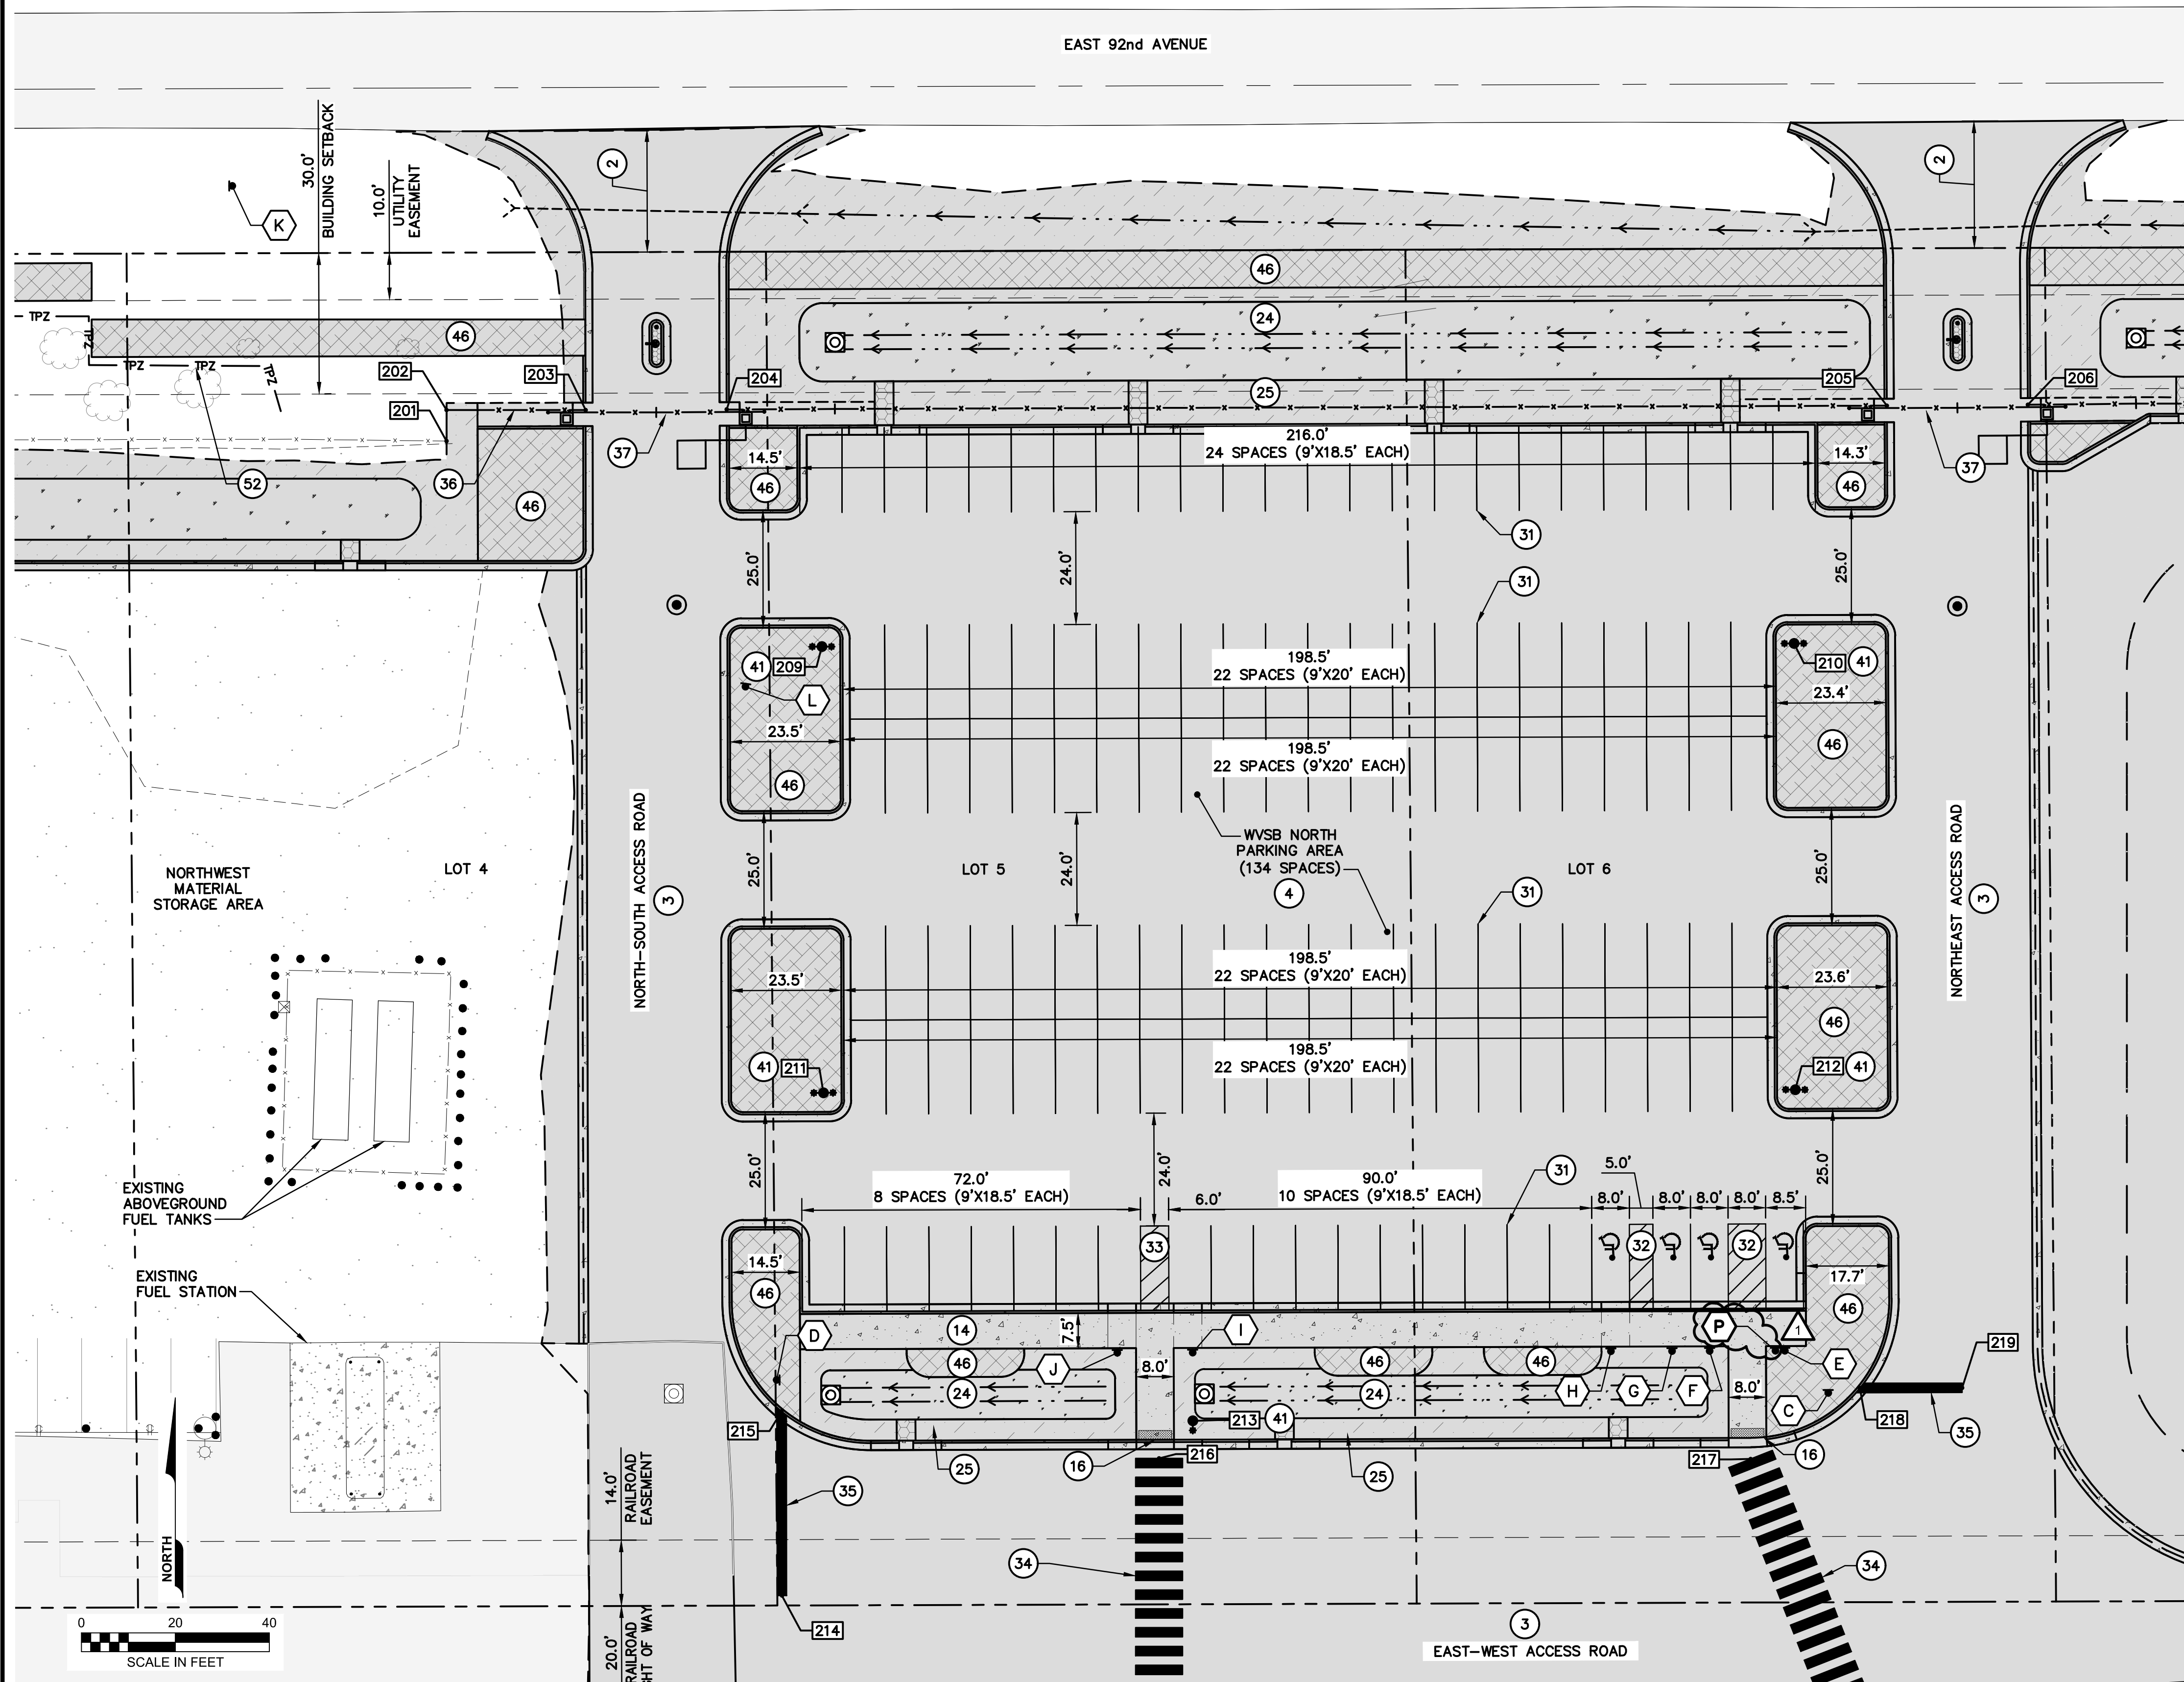 EAST 92nd AVENUE
30.0'
BUILDING SETBACK
10.0'
UTILITY
EASEMENT
K
2
2
46
46
24
25
TPZ
TPZ
TPZ
TPZ
TPZ
202
203
204
205
206
201
52
36
37
37
216.0'
24 SPACES (9'X18.5' EACH)
14.5'
46
14.3'
46
46
31
25.0'
24.0'
25.0'
31
41
209
L
23.5'
46
198.5'
22 SPACES (9'X20' EACH)
198.5'
22 SPACES (9'X20' EACH)
210
41
23.4'
46
NORTHWEST
MATERIAL
STORAGE AREA
LOT 4
NORTH-SOUTH ACCESS ROAD
3
25.0'
LOT 5
24.0'
WVSB NORTH
PARKING AREA
(134 SPACES)
4
LOT 6
31
25.0'
NORTHEAST ACCESS ROAD
3
23.5'
41
211
198.5'
22 SPACES (9'X20' EACH)
198.5'
22 SPACES (9'X20' EACH)
23.6'
46
212
41
EXISTING
ABOVEGROUND
FUEL TANKS
25.0'
72.0'
8 SPACES (9'X18.5' EACH)
24.0'
6.0'
90.0'
10 SPACES (9'X18.5' EACH)
31
5.0'
8.0'
8.0'
8.0'
8.0'
8.5'
25.0'
EXISTING
FUEL STATION
14.5'
46
33
32
32
17.7'
46
D
14
7.5'
I
P
1
46
J
8.0'
46
46
E
219
24
24
H
G
F
8.0'
C
215
213
41
218
35
25
16
216
25
217
16
14.0'
RAILROAD
EASEMENT
35
NORTH
34
34
0 20 40
SCALE IN FEET
20.0'
RAILROAD
214
3
EAST-WEST ACCESS ROAD